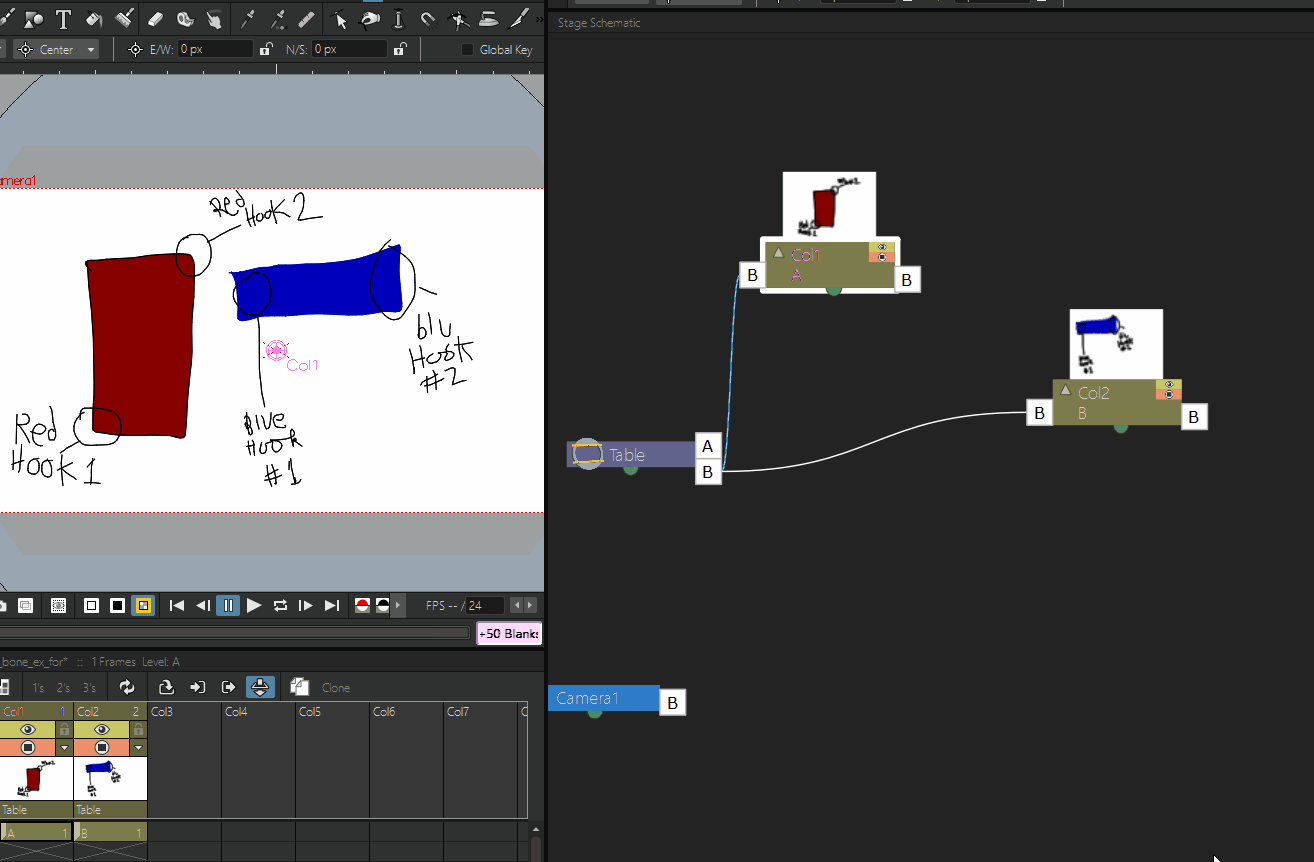 Stage Schematic
Center
E/W: 0 px
N/S: 0 px
Global Key
Camera1
Red
Hook 2
blu
Hook
#2
Col1
Blue
Hook
#1
Red
Hook 1
Col1
A
B
B
Col2
B
B
B
Table
A
B
Camera1
B
FPS -- /24
+50 Blanks
_bone_ex_for* :: 1 Frames Level: A
1's 2's 3's
Clone
Col1 1 Col2 2 Col3 Col4 Col5 Col6 Col7 C
Table Table
A 1 B 1